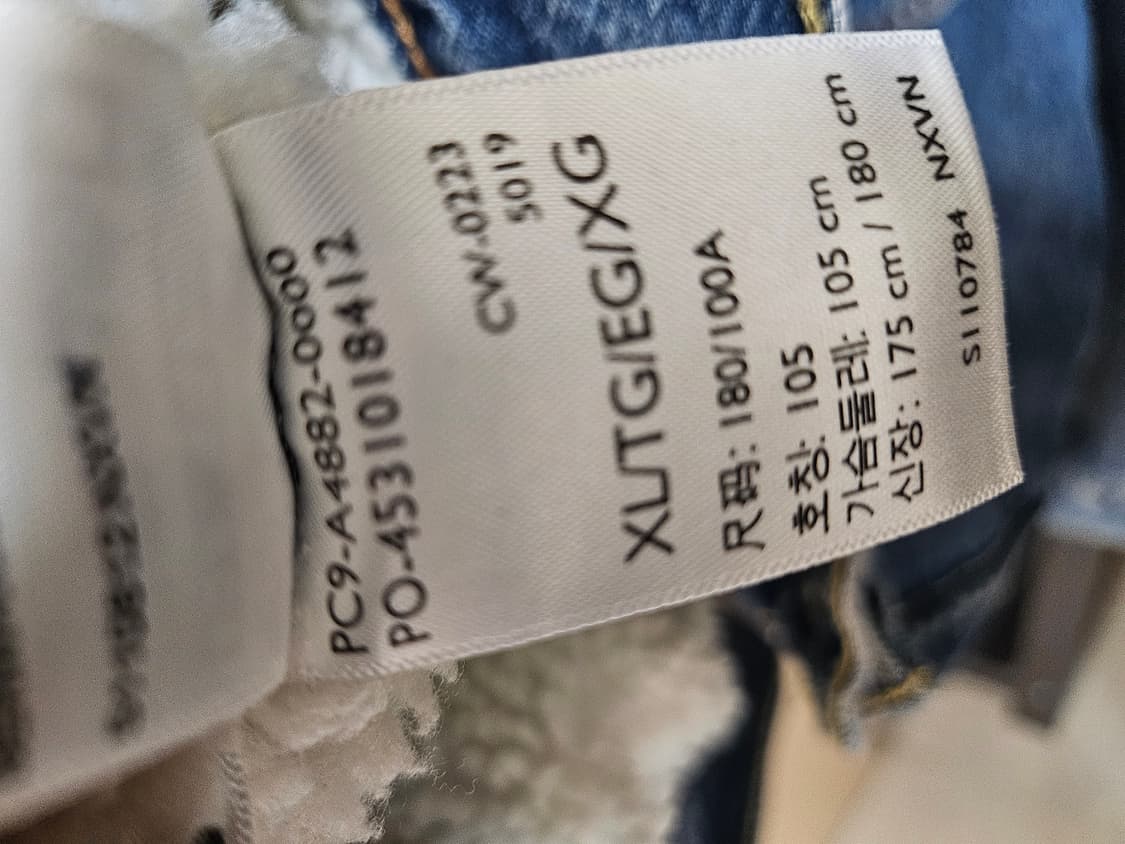 PC9-A4882-0000
PO-4531018412
CW-0223
5019
XL/TG/EG/XG
尺码: 180/100A
호칭: 105
가슴둘레: 105 cm
신장: 175 cm / 180 cm
S110784 NXVN